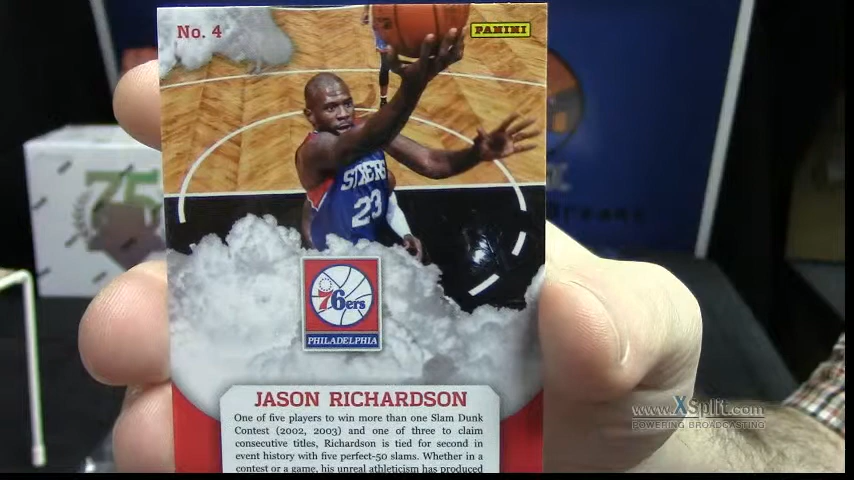 No. 4
PANINI
SIXERS
23
76ers
PHILADELPHIA
JASON RICHARDSON
One of five players to win more than one Slam Dunk
Contest (2002, 2003) and one of three to claim
consecutive titles, Richardson is tied for second in
event history with five perfect-50 slams. Whether in a
contest or a game, his unreal athleticism has produced
75
www.XSplit.com
POWERING BROADCASTING